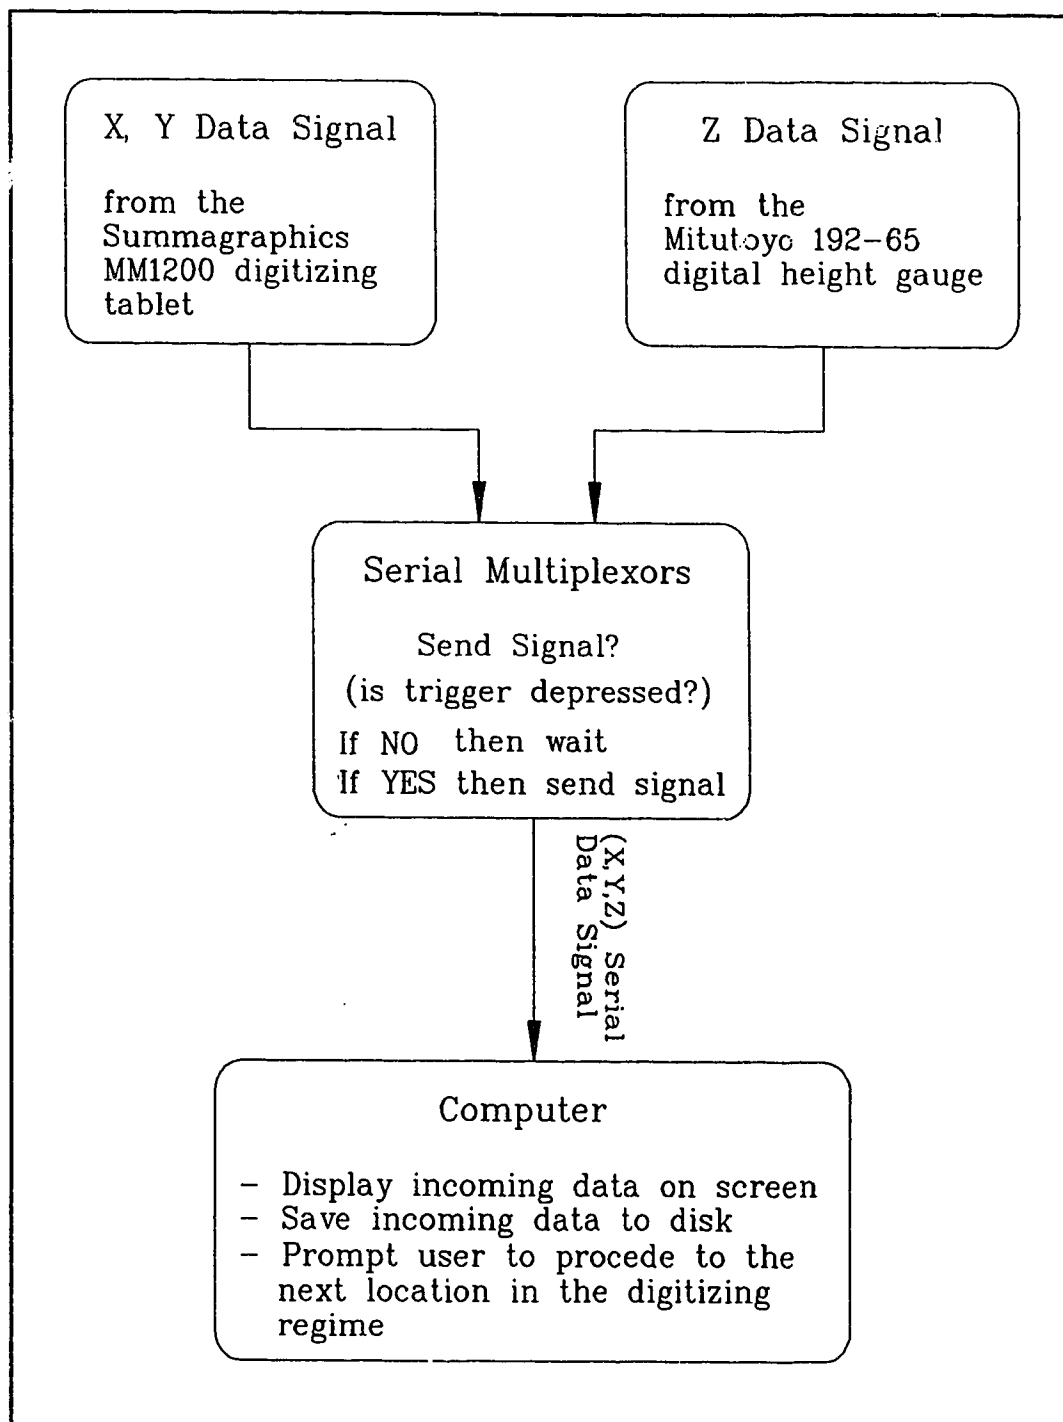 X, Y Data Signal
from the
Summagraphics
MM1200 digitizing
tablet
Z Data Signal
from the
Mitutoyo 192-65
digital height gauge
Serial Multiplexors
Send Signal?
(is trigger depressed?)
If NO then wait
If YES then send signal
(X,Y,Z) Serial
Data Signal
Computer
- Display incoming data on screen
- Save incoming data to disk
- Prompt user to procede to the
next location in the digitizing
regime